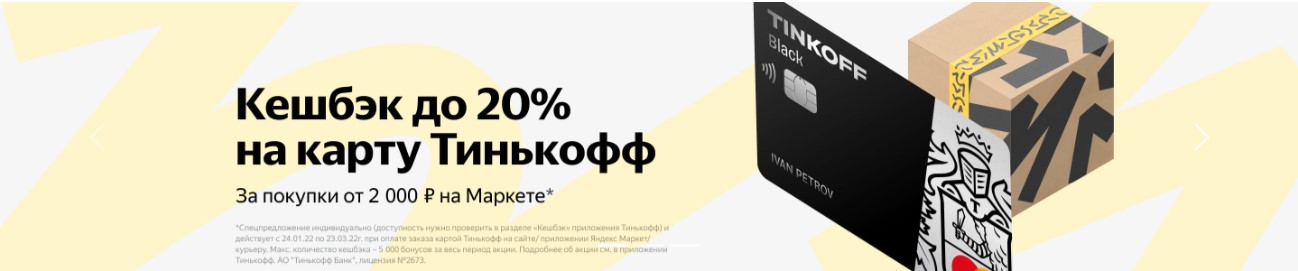 Кешбэк до 20%
на карту Тинькофф
За покупки от 2 000 ₽ на Маркете*
*Спецпредложение индивидуально (доступность нужно проверить в разделе «Кешбэк» приложения Тинькофф) и
действует с 24.01.22 по 23.03.22г. при оплате заказа картой Тинькофф на сайте/ приложении Яндекс Маркет/
курьеру. Макс. количество кешбэка – 5 000 бонусов за весь период акции. Подробнее об акции см. в приложении
Тинькофф. АО "Тинькофф Банк", лицензия №2673.
TINKOFF
Black
IVAN PETROV